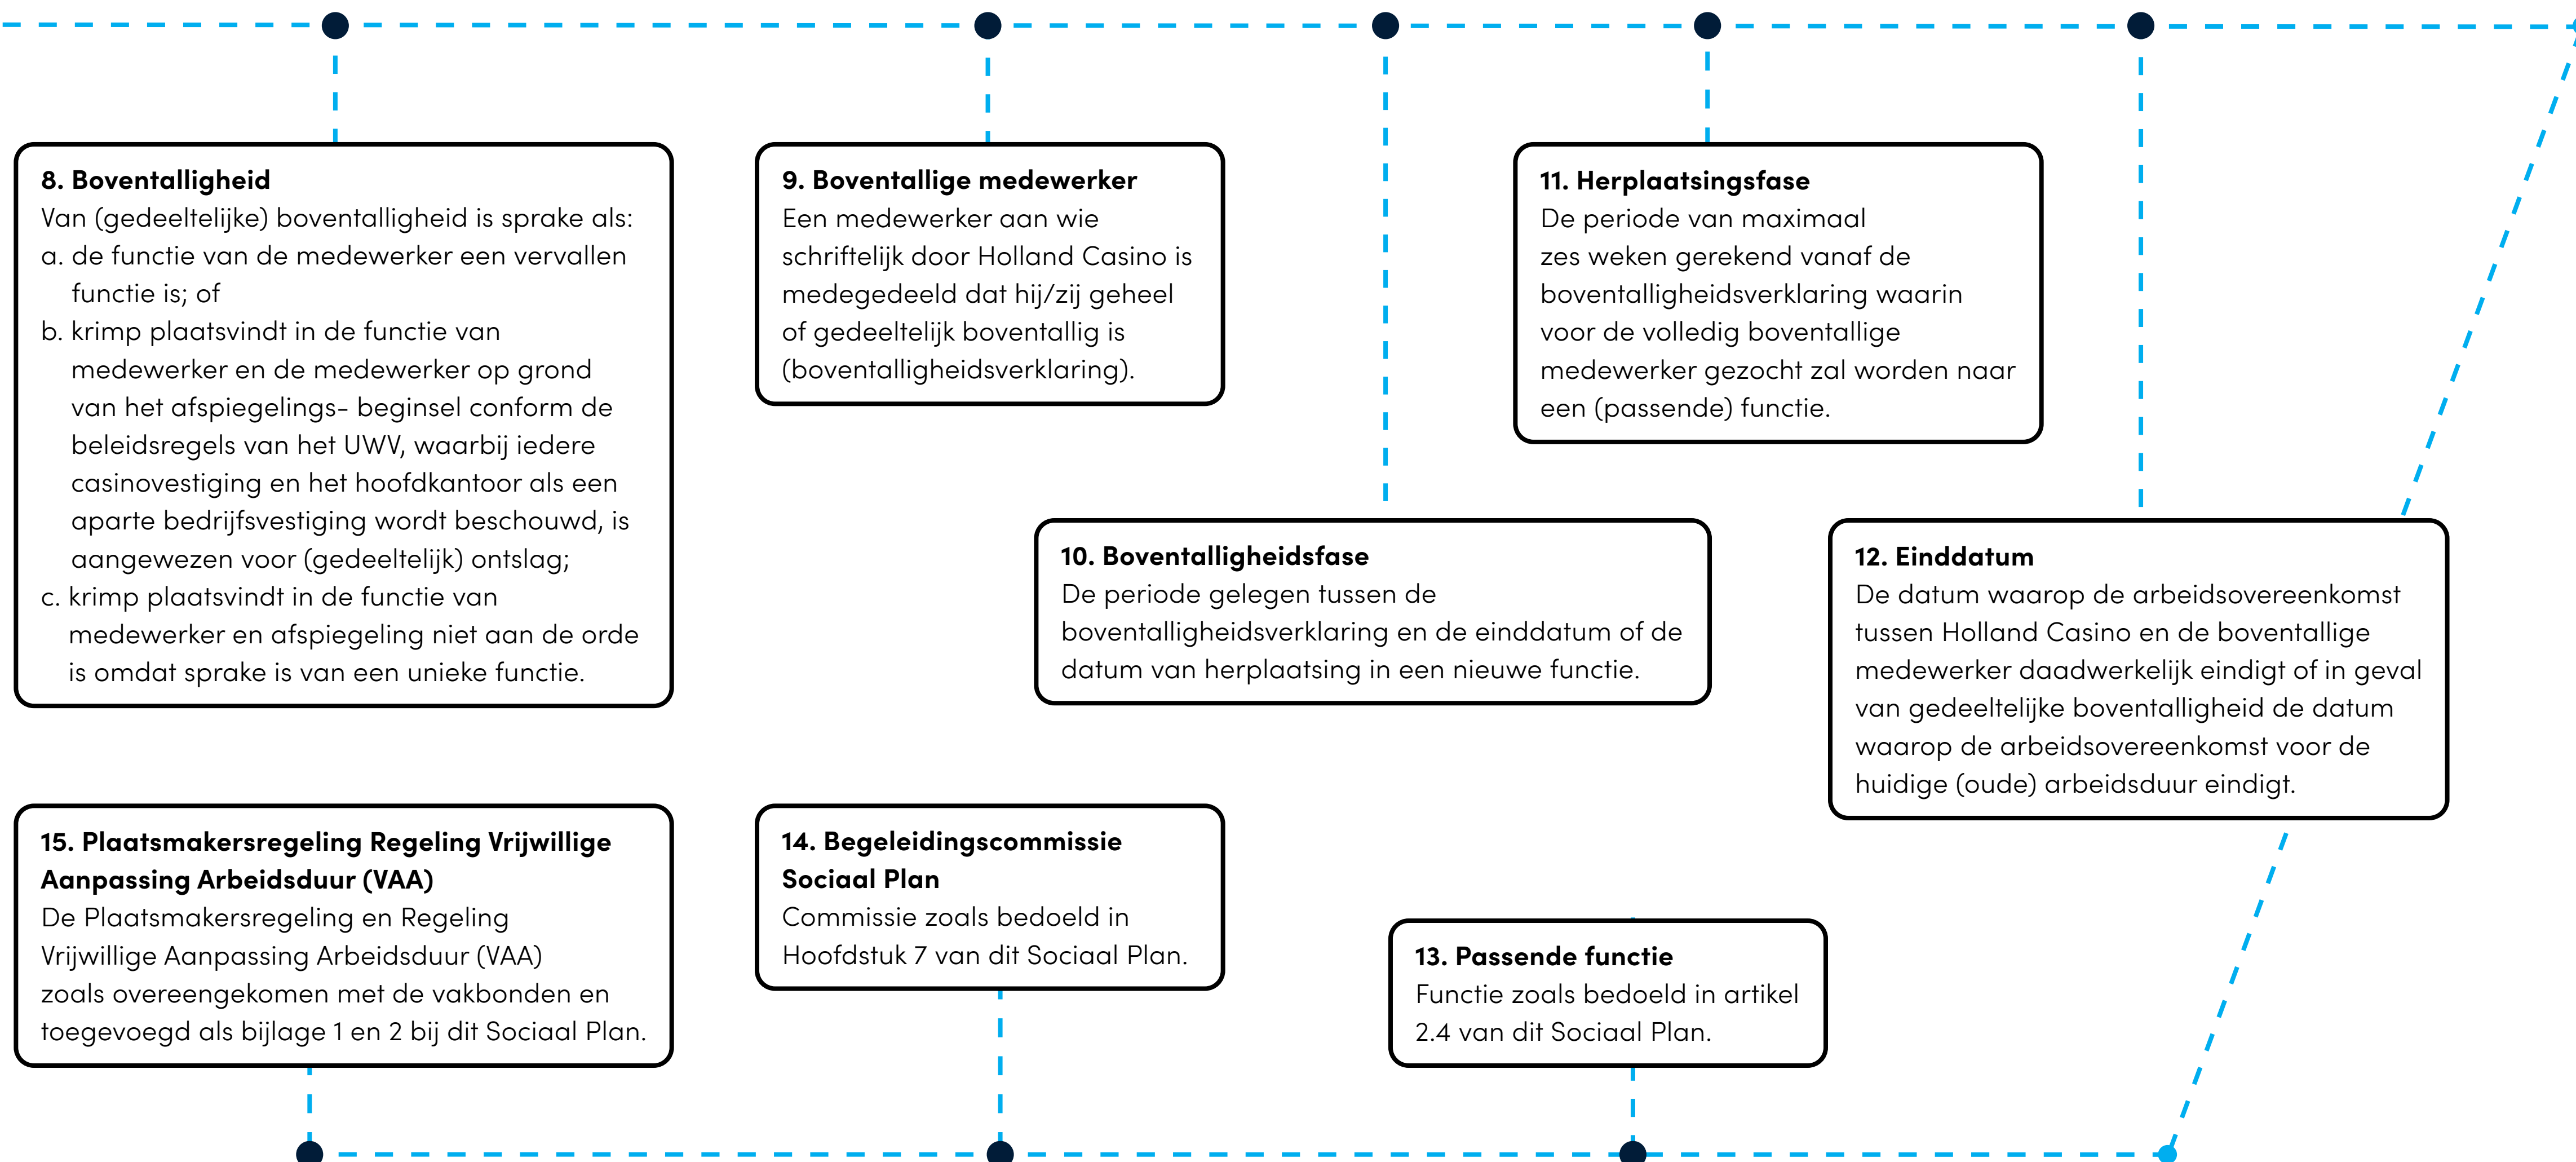 8. Boventalligheid
Van (gedeeltelijke) boventalligheid is sprake als:
a. de functie van de medewerker een vervallen
functie is; of
b. krimp plaatsvindt in de functie van
medewerker en de medewerker op grond
van het afspiegelings- beginsel conform de
beleidsregels van het UWV, waarbij iedere
casinovestiging en het hoofdkantoor als een
aparte bedrijfsvestiging wordt beschouwd, is
aangewezen voor (gedeeltelijk) ontslag;
c. krimp plaatsvindt in de functie van
medewerker en afspiegeling niet aan de orde
is omdat sprake is van een unieke functie.
9. Boventallige medewerker
Een medewerker aan wie
schriftelijk door Holland Casino is
medegedeeld dat hij/zij geheel
of gedeeltelijk boventallig is
(boventalligheidsverklaring).
10. Boventalligheidsfase
De periode gelegen tussen de
boventalligheidsverklaring en de einddatum of de
datum van herplaatsing in een nieuwe functie.
11. Herplaatsingsfase
De periode van maximaal
zes weken gerekend vanaf de
boventalligheidsverklaring waarin
voor de volledig boventallige
medewerker gezocht zal worden naar
een (passende) functie.
12. Einddatum
De datum waarop de arbeidsovereenkomst
tussen Holland Casino en de boventallige
medewerker daadwerkelijk eindigt of in geval
van gedeeltelijke boventalligheid de datum
waarop de arbeidsovereenkomst voor de
huidige (oude) arbeidsduur eindigt.
13. Passende functie
Functie zoals bedoeld in artikel
2.4 van dit Sociaal Plan.
14. Begeleidingscommissie
Sociaal Plan
Commissie zoals bedoeld in
Hoofdstuk 7 van dit Sociaal Plan.
15. Plaatsmakersregeling Regeling Vrijwillige
Aanpassing Arbeidsduur (VAA)
De Plaatsmakersregeling en Regeling
Vrijwillige Aanpassing Arbeidsduur (VAA)
zoals overeengekomen met de vakbonden en
toegevoegd als bijlage 1 en 2 bij dit Sociaal Plan.